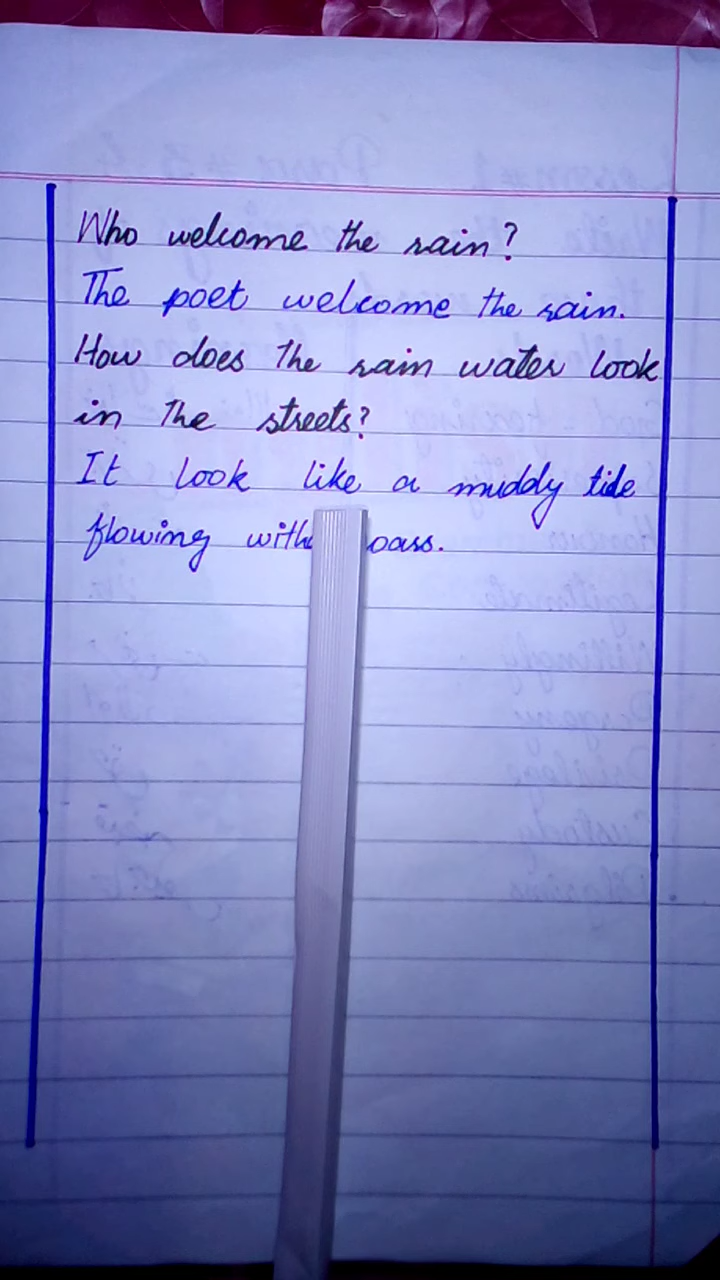 Who welcome the rain?
The poet welcome the rain.
How does the rain water look
in the streets?
It look like a muddy tide
flowing